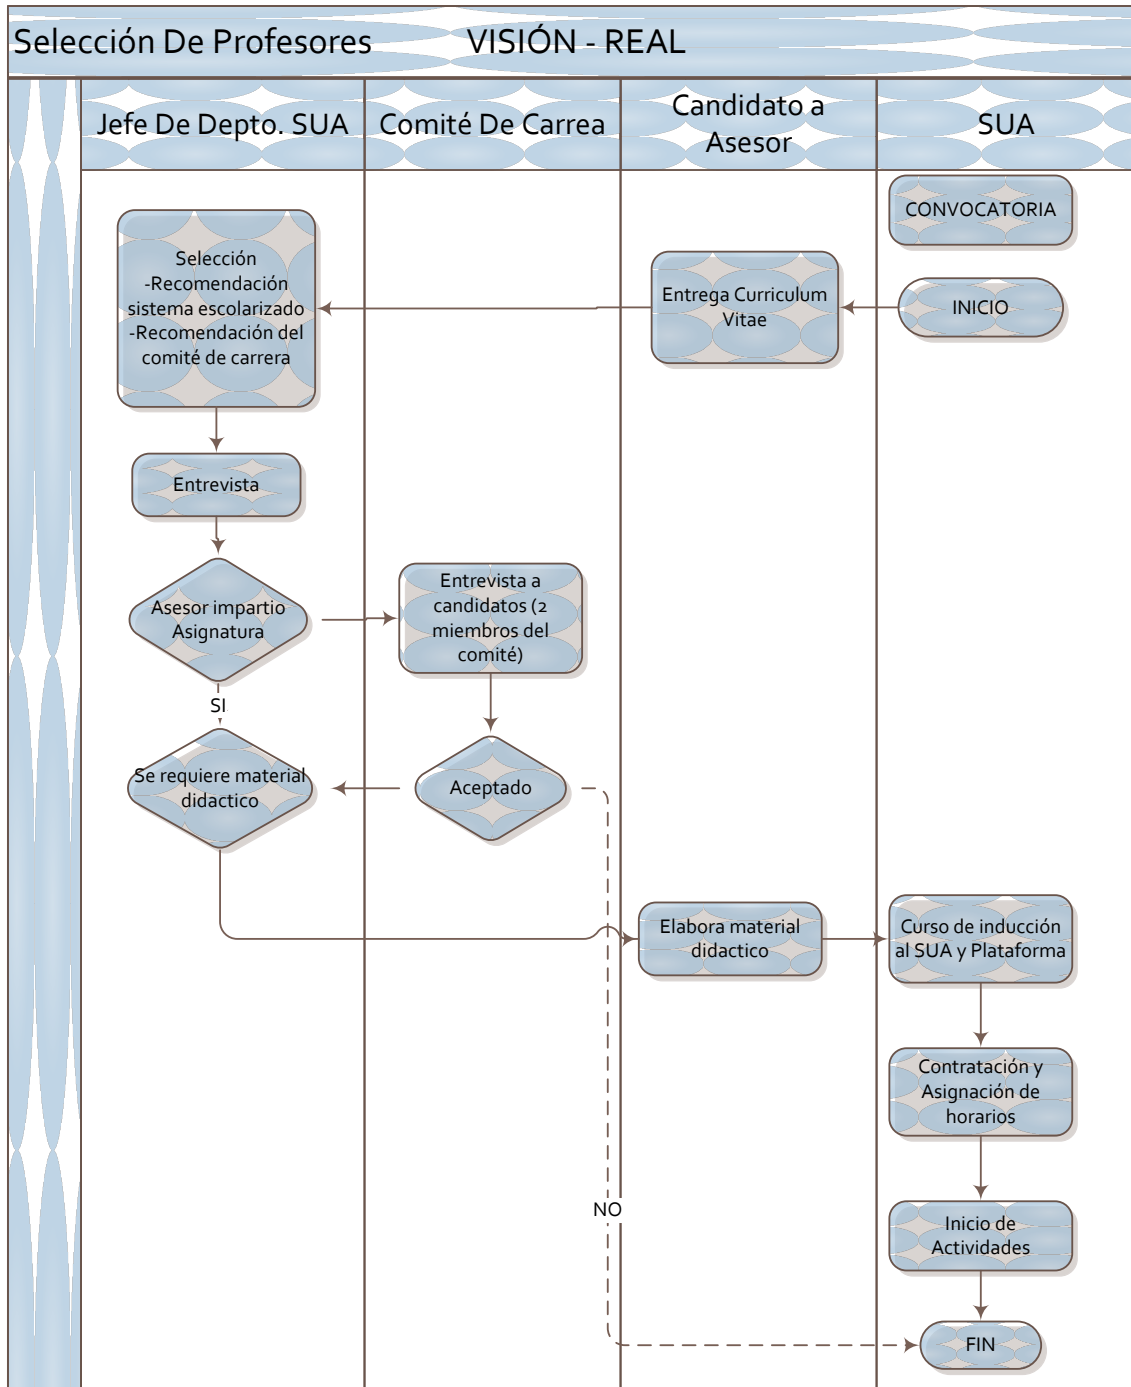 Selección De Profesores VISIÓN - REAL
Jefe De Depto. SUA
Comité De Carrea
Candidato a
Asesor
SUA
CONVOCATORIA
INICIO
Entrega Curriculum
Vitae
Selección
-Recomendación
sistema escolarizado
-Recomendación del
comité de carrera
Entrevista
Asesor impartio
Asignatura
Entrevista a
candidatos (2
miembros del
comité)
SI
Se requiere material
didactico
Aceptado
Elabora material
didactico
Curso de inducción
al SUA y Plataforma
Contratación y
Asignación de
horarios
NO
Inicio de
Actividades
FIN